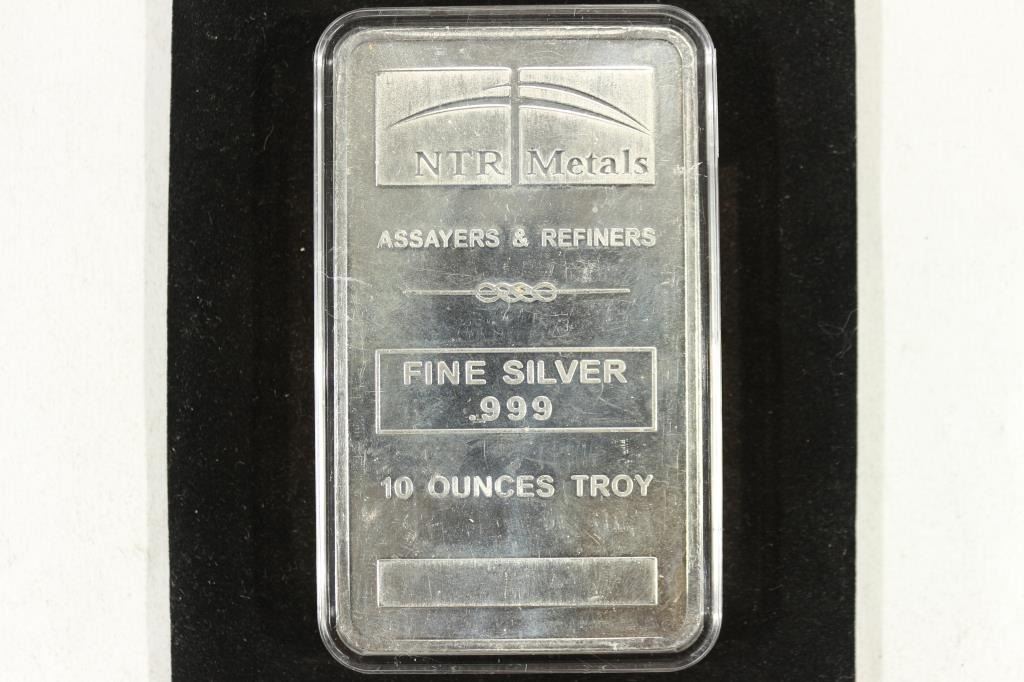 NTR Metals
ASSAYERS & REFINERS
FINE SILVER
.999
10 OUNCES TROY